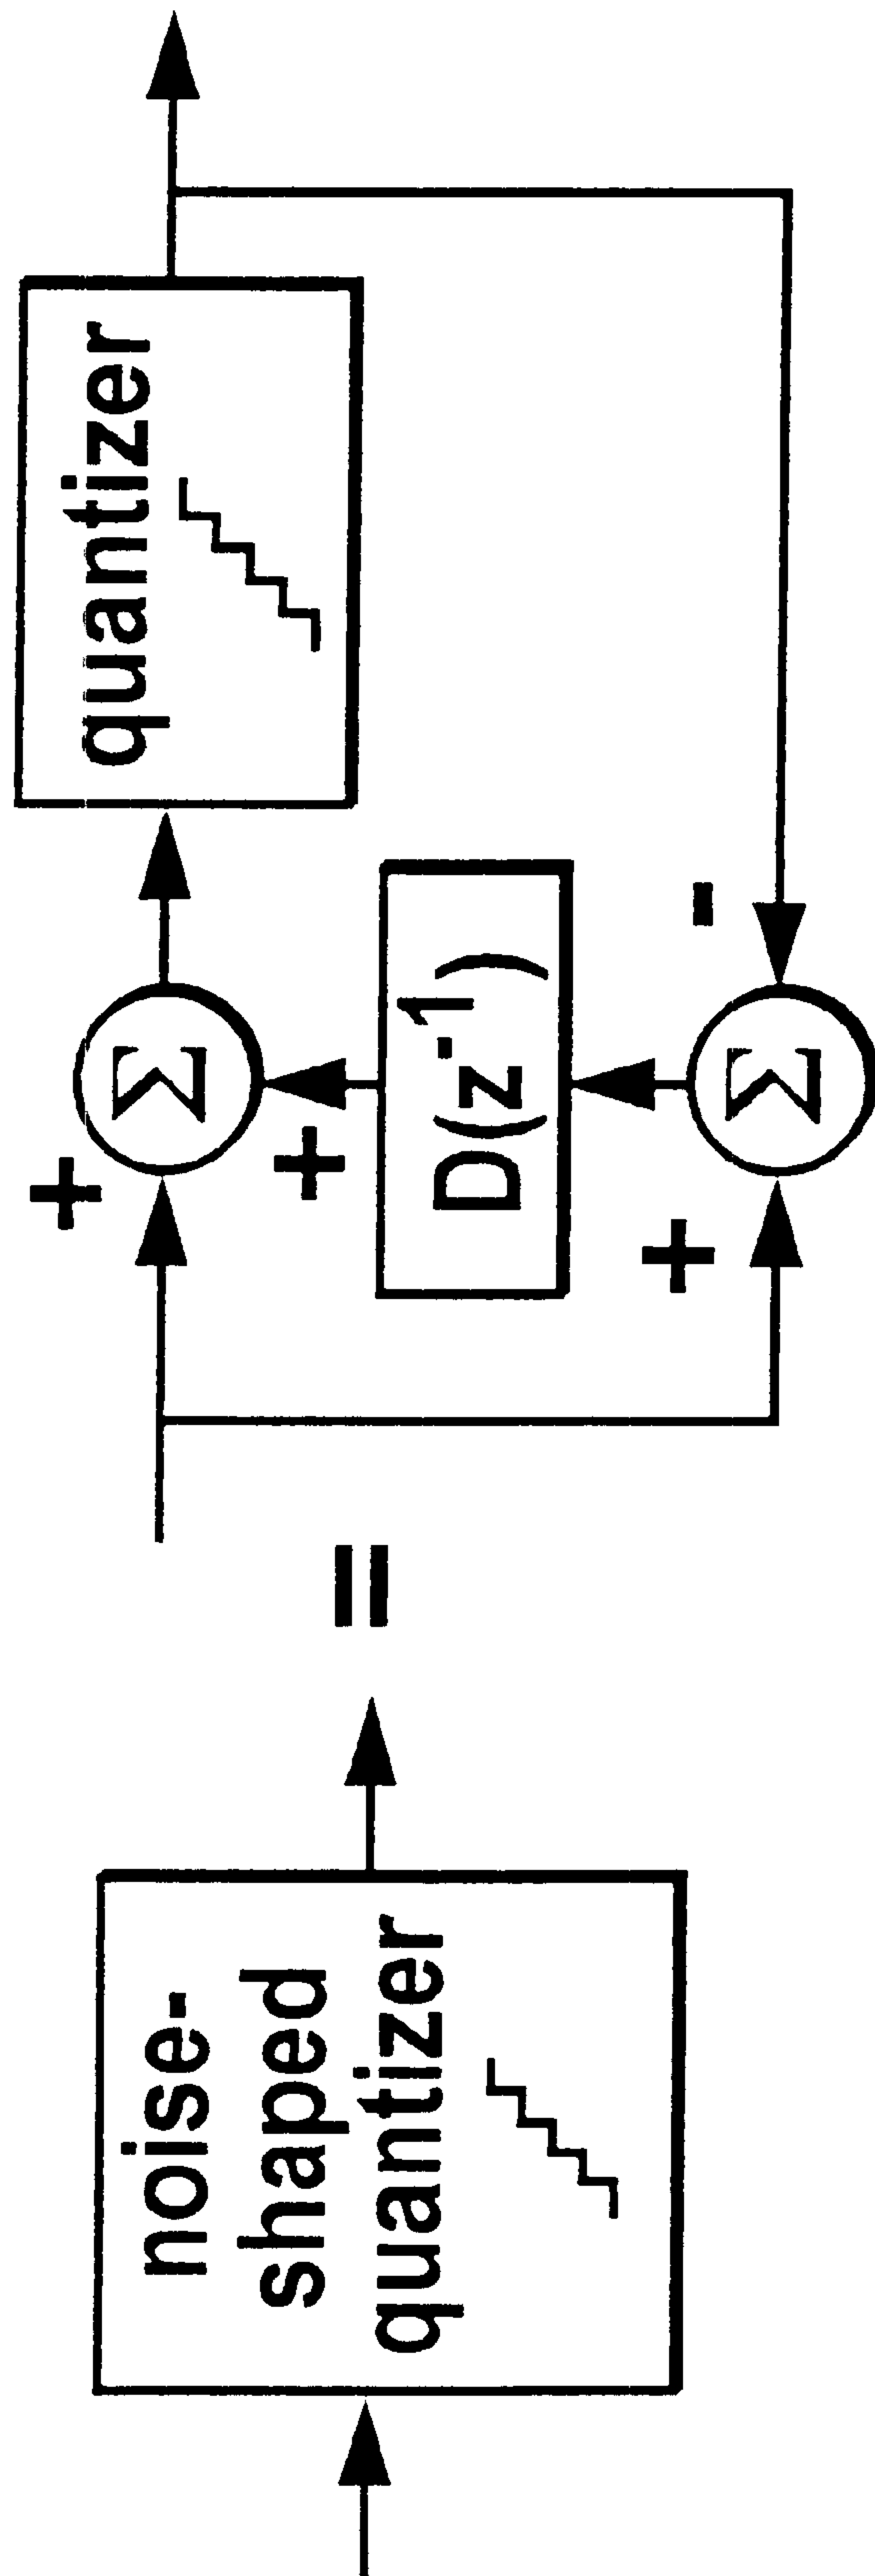 noise-
shaped
quantizer
=
+
Σ
+
D(z⁻¹)
+
Σ
-
quantizer